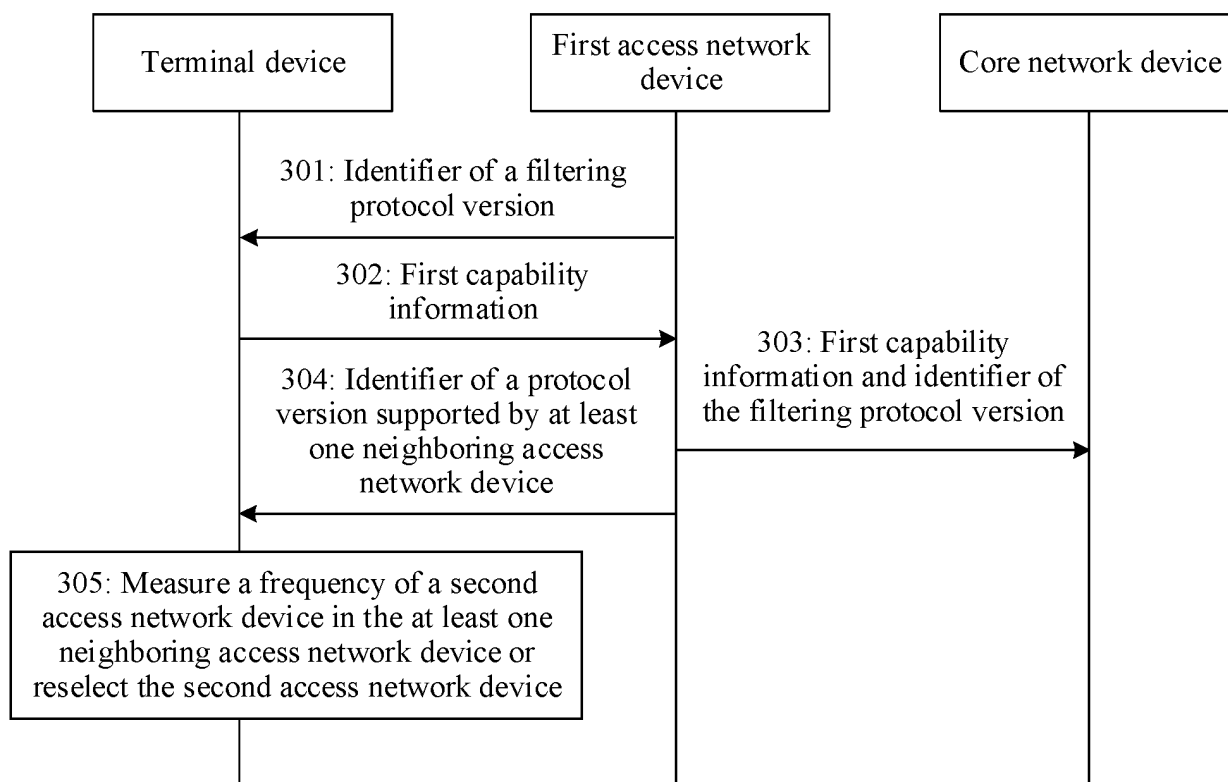 Terminal device
First access network
device
Core network device
301: Identifier of a filtering
protocol version
302: First capability
information
303: First capability
information and identifier of
the filtering protocol version
304: Identifier of a protocol
version supported by at least
one neighboring access
network device
305: Measure a frequency of a second
access network device in the at least one
neighboring access network device or
reselect the second access network device